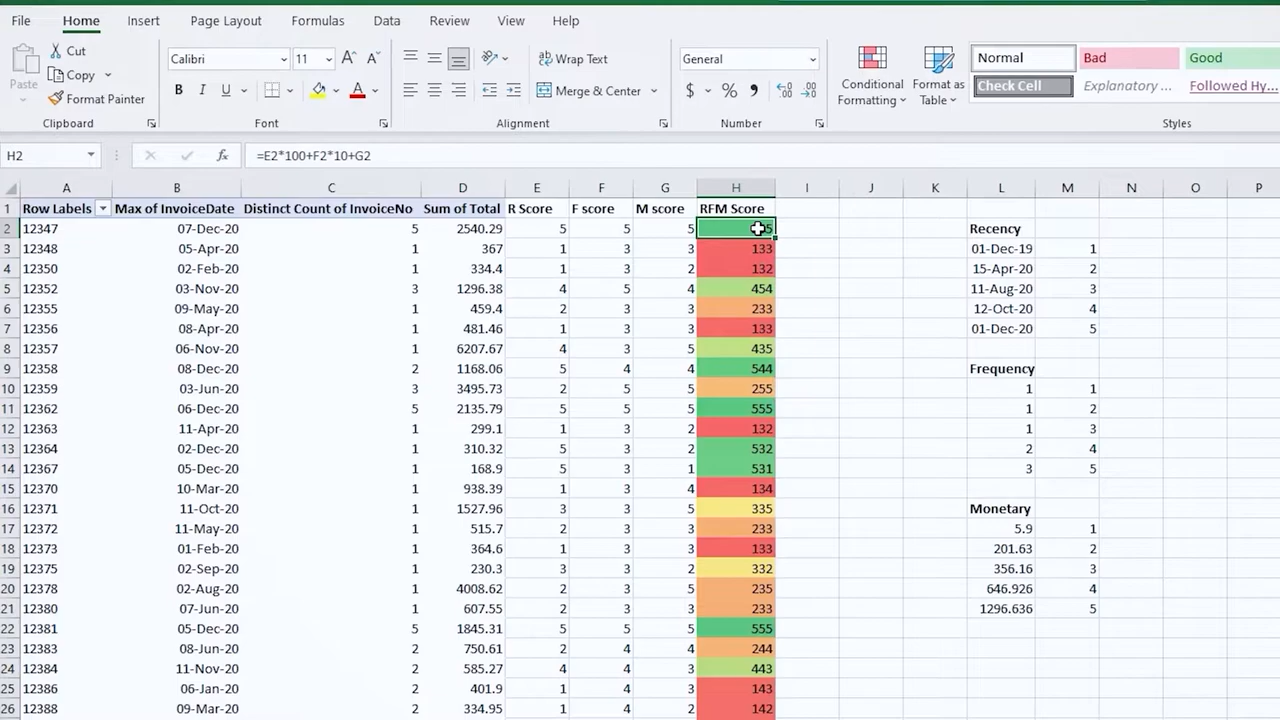 File Home Insert Page Layout Formulas Data Review View Help
Cut
Copy
Format Painter
Paste
Clipboard
Calibri 11
B I U
Font
Wrap Text
Merge & Center
Alignment
General
$ % ,
Number
Conditional Formatting
Format as Table
Normal Bad Good
Check Cell Explanatory ... Followed Hy...
Styles
H2 fx =E2*100+F2*10+G2
A B C D E F G H I J K L M N O P
1 Row Labels Max of InvoiceDate Distinct Count of InvoiceNo Sum of Total R Score F score M score RFM Score
2 12347 07-Dec-20 5 2540.29 5 5 5 Recency
3 12348 05-Apr-20 1 367 1 3 3 133 01-Dec-19 1
4 12350 02-Feb-20 1 334.4 1 3 2 132 15-Apr-20 2
5 12352 03-Nov-20 3 1296.38 4 5 4 454 11-Aug-20 3
6 12355 09-May-20 1 459.4 2 3 3 233 12-Oct-20 4
7 12356 08-Apr-20 1 481.46 1 3 3 133 01-Dec-20 5
8 12357 06-Nov-20 1 6207.67 4 3 5 435
9 12358 08-Dec-20 2 1168.06 5 4 4 544 Frequency
10 12359 03-Jun-20 3 3495.73 2 5 5 255 1 1
11 12362 06-Dec-20 5 2135.79 5 5 5 555 1 2
12 12363 11-Apr-20 1 299.1 1 3 2 132 1 3
13 12364 02-Dec-20 1 310.32 5 3 2 532 2 4
14 12367 05-Dec-20 1 168.9 5 3 1 531 3 5
15 12370 10-Mar-20 1 938.39 1 3 4 134
16 12371 11-Oct-20 1 1527.96 3 3 5 335 Monetary
17 12372 11-May-20 1 515.7 2 3 3 233 5.9 1
18 12373 01-Feb-20 1 364.6 1 3 3 133 201.63 2
19 12375 02-Sep-20 1 230.3 3 3 2 332 356.16 3
20 12378 02-Aug-20 1 4008.62 2 3 5 235 646.926 4
21 12380 07-Jun-20 1 607.55 2 3 3 233 1296.636 5
22 12381 05-Dec-20 5 1845.31 5 5 5 555
23 12383 08-Jun-20 2 750.61 2 4 4 244
24 12384 11-Nov-20 2 585.27 4 4 3 443
25 12386 06-Jan-20 2 401.9 1 4 3 143
26 12388 09-Mar-20 2 334.95 1 4 2 142